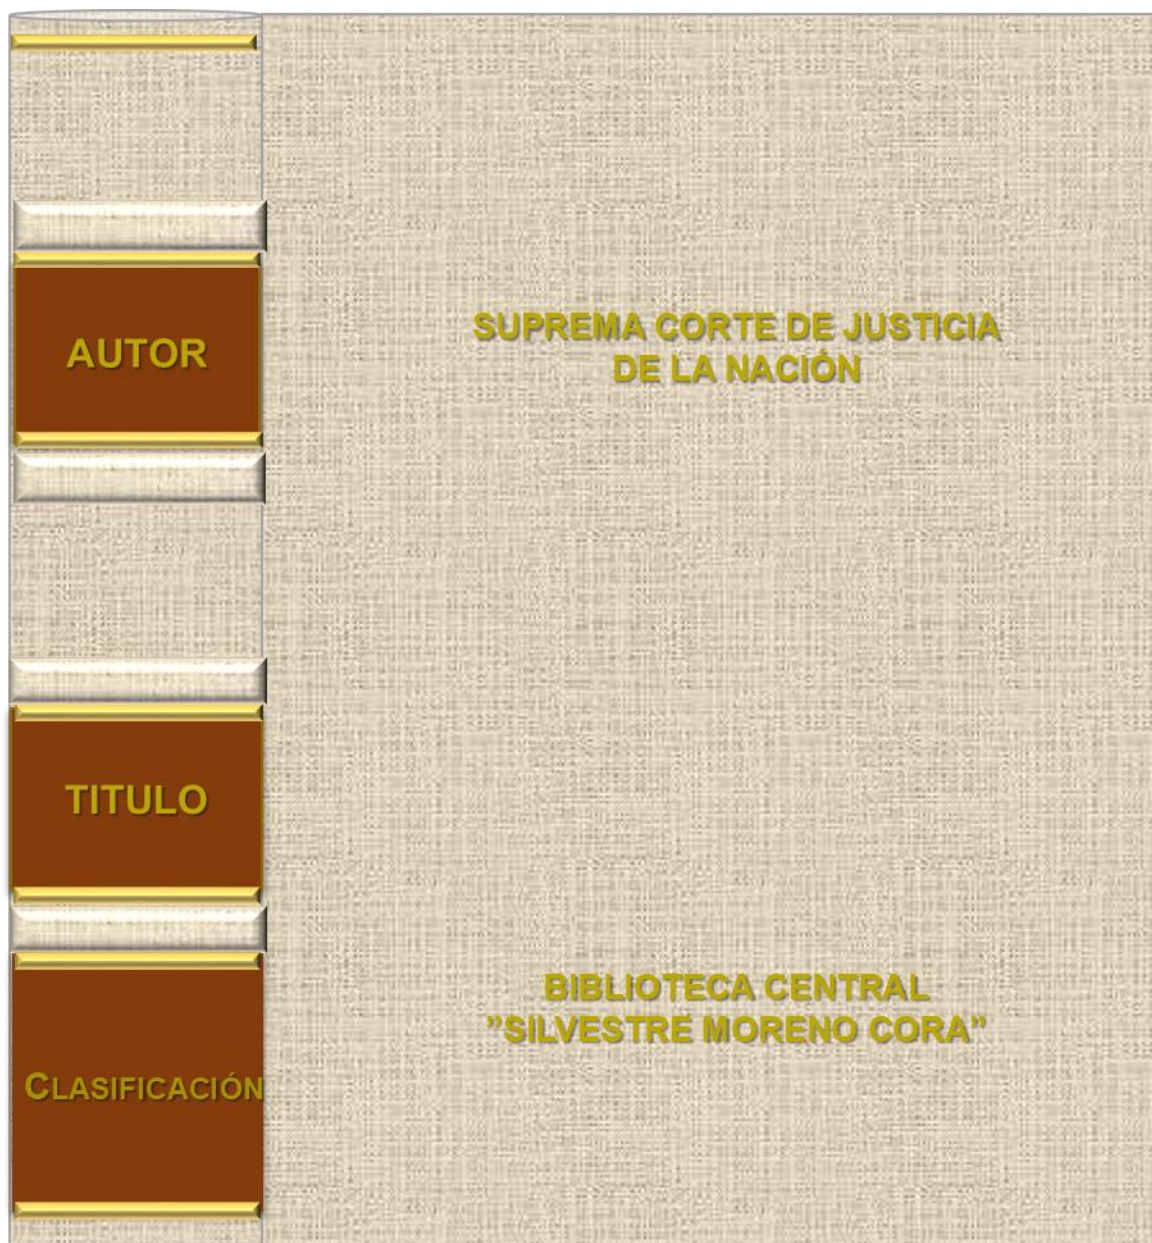 AUTOR
SUPREMA CORTE DE JUSTICIA
DE LA NACIÓN
TITULO
BIBLIOTECA CENTRAL
”SILVESTRE MORENO CORA”
CLASIFICACIÓN